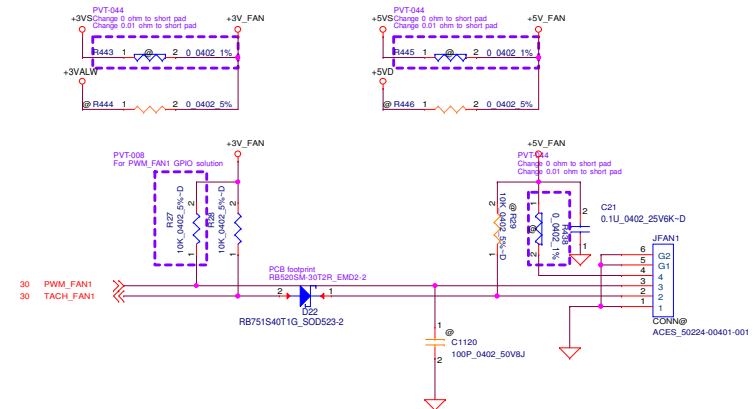 PVT-044
Change 0 ohm to short pad
Change 0.01 ohm to short pad
+3VS
+3V_FAN
R443 1 @ 2 0_0402_1%
+3VALW
@ R444 1 2 0_0402_5%
PVT-044
Change 0 ohm to short pad
Change 0.01 ohm to short pad
+5VS
+5V_FAN
R445 1 @ 2 0_0402_1%
+5VD
@ R446 1 2 0_0402_5%
PVT-008
For PWM_FAN1 GPIO solution
+3V_FAN
R27
10K_0402_5%~D
1
2
R28
10K_0402_5%~D
1
2
+5V_FAN
PVT-044
Change 0 ohm to short pad
Change 0.01 ohm to short pad
@ R29
10K_0402_5%~D
1
2
@
R438
0_0402_1%
1
2
C21
0.1U_0402_25V6K~D
2
1
JFAN1
6 G2
5 G1
4 4
3 3
2 2
1 1
CONN@
ACES_50224-00401-001
30 PWM_FAN1
30 TACH_FAN1
PCB footprint
RB520SM-30T2R_EMD2-2
2 1
D22
RB751S40T1G_SOD523-2
1
@
C1120
100P_0402_50V8J
2